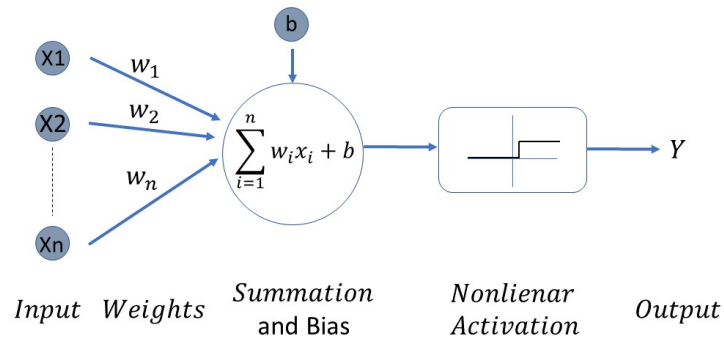 b
X1
w₁
X2
w₂
n
∑ wᵢxᵢ + b
i=1
Y
wₙ
Xn
Input Weights Summation and Bias Nonlienar Activation Output